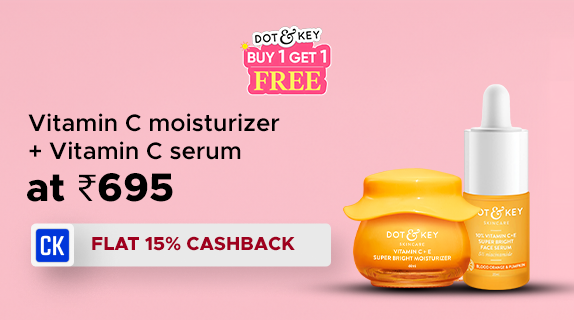 DOT & KEY
BUY 1 GET 1
FREE
Vitamin C moisturizer
+ Vitamin C serum
at ₹695
CK
FLAT 15% CASHBACK
DOT & KEY
SKINCARE
VITAMIN C + E
SUPER BRIGHT MOISTURIZER
DOT & KEY
SKINCARE
10% VITAMIN C + E
SUPER BRIGHT
FACE SERUM
BLOOD ORANGE & PUMPKIN